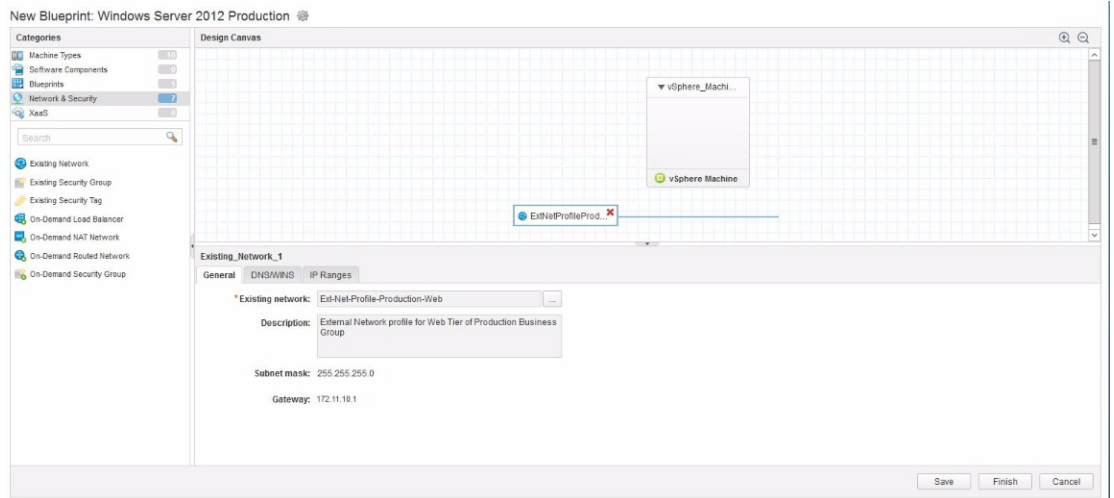 New Blueprint: Windows Server 2012 Production
Categories
Machine Types
Software Components
Blueprints
Network & Security 7
XaaS
Search
Existing Network
Existing Security Group
Existing Security Tag
On-Demand Load Balancer
On-Demand NAT Network
On-Demand Routed Network
On-Demand Security Group
Design Canvas
vSphere_Machi...
vSphere Machine
ExtNetProfileProd...
Existing_Network_1
General DNS/WINS IP Ranges
*Existing network: Ext-Net-Profile-Production-Web ...
Description: External Network profile for Web Tier of Production Business
Group
Subnet mask: 255.255.255.0
Gateway: 172.11.10.1
Save Finish Cancel